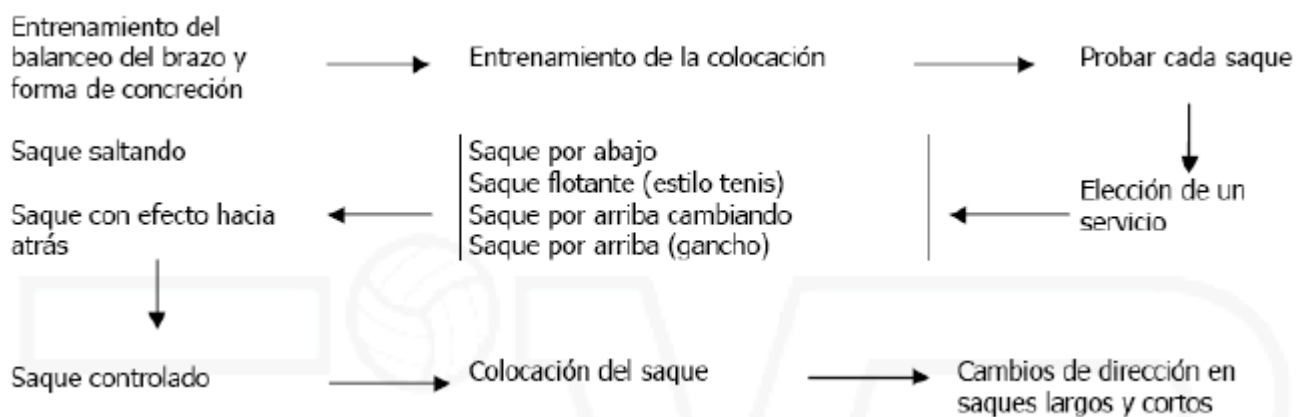 Entrenamiento del
balanceo del brazo y
forma de concreción
Entrenamiento de la colocación
Probar cada saque
Elección de un
servicio
Saque por abajo
Saque flotante (estilo tenis)
Saque por arriba cambiando
Saque por arriba (gancho)
Saque saltando
Saque con efecto hacia
atrás
Saque controlado
Colocación del saque
Cambios de dirección en
saques largos y cortos